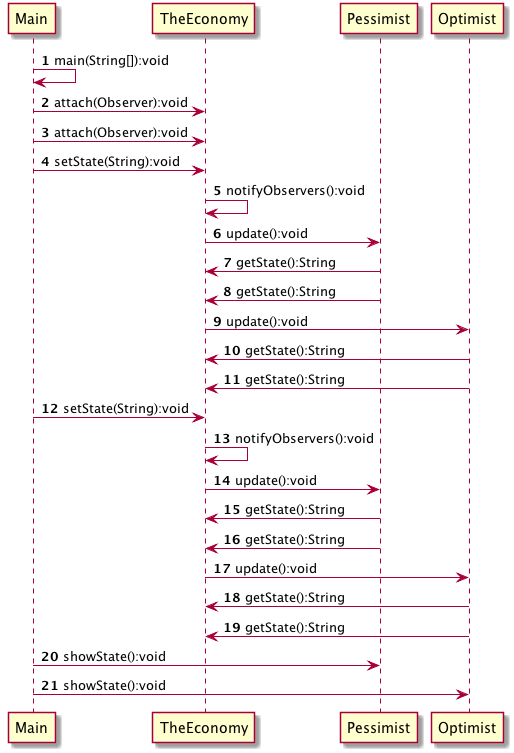 Main TheEconomy Pessimist Optimist
1 main(String[]):void
2 attach(Observer):void
3 attach(Observer):void
4 setState(String):void
5 notifyObservers():void
6 update():void
7 getState():String
8 getState():String
9 update():void
10 getState():String
11 getState():String
12 setState(String):void
13 notifyObservers():void
14 update():void
15 getState():String
16 getState():String
17 update():void
18 getState():String
19 getState():String
20 showState():void
21 showState():void
Main TheEconomy Pessimist Optimist